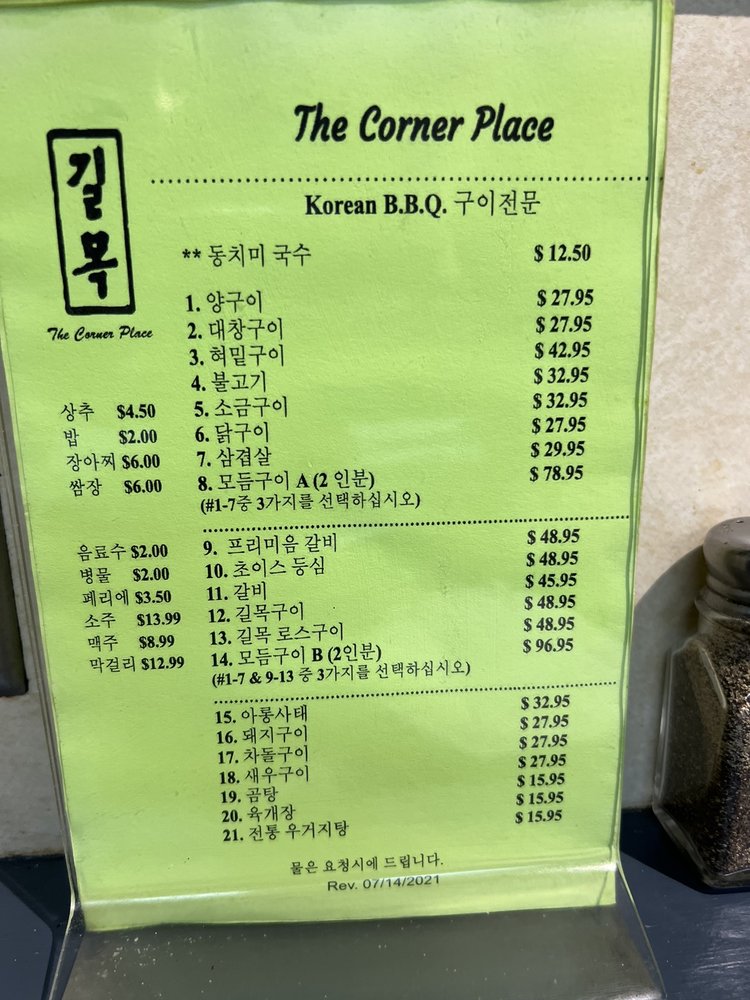 The Corner Place
길목
The Corner Place
Korean B.B.Q. 구이전문
** 동치미 국수 $ 12.50
1. 양구이 $ 27.95
2. 대창구이 $ 27.95
3. 혀밑구이 $ 42.95
4. 불고기 $ 32.95
5. 소금구이 $ 32.95
6. 닭구이 $ 27.95
7. 삼겹살 $ 29.95
8. 모듬구이 A (2 인분) $ 78.95
(#1-7중 3가지를 선택하십시오)
상추 $4.50
밥 $2.00
장아찌 $6.00
쌈장 $6.00
9. 프리미음 갈비 $ 48.95
10. 초이스 등심 $ 48.95
11. 갈비 $ 45.95
12. 길목구이 $ 48.95
13. 길목 로스구이 $ 48.95
14. 모듬구이 B (2인분) $ 96.95
(#1-7 & 9-13 중 3가지를 선택하십시오)
음료수 $2.00
병물 $2.00
페리에 $3.50
소주 $13.99
맥주 $8.99
막걸리 $12.99
15. 아롱사태 $ 32.95
16. 돼지구이 $ 27.95
17. 차돌구이 $ 27.95
18. 새우구이 $ 27.95
19. 곰탕 $ 15.95
20. 육개장 $ 15.95
21. 전통 우거지탕 $ 15.95
물은 요청시에 드립니다.
Rev. 07/14/2021